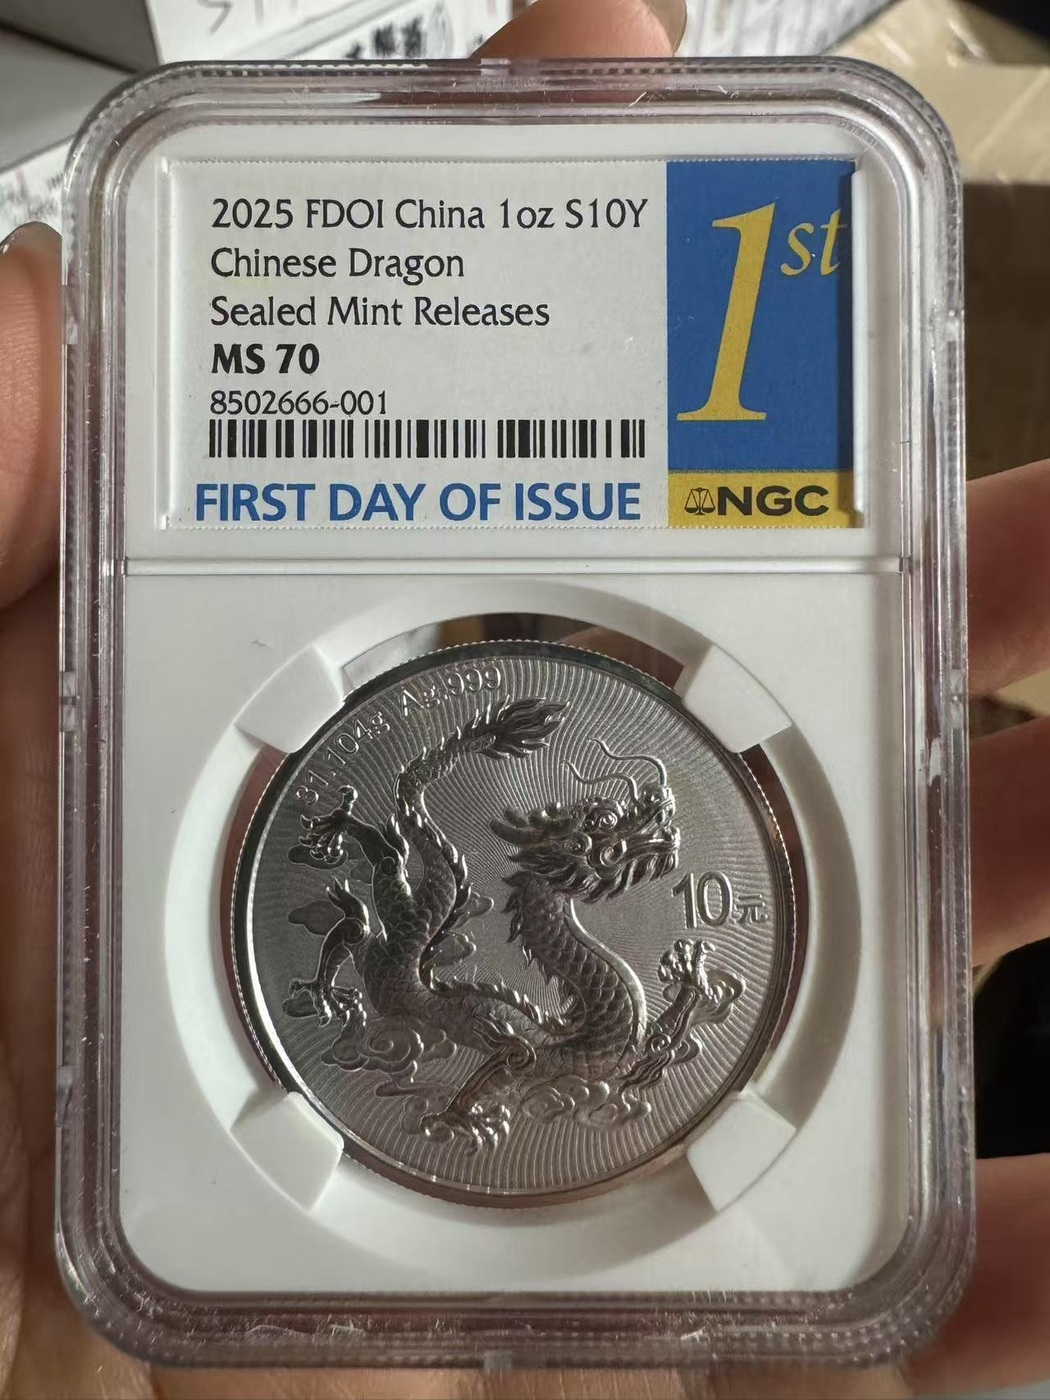 2025 FDOI China 1oz S10Y
Chinese Dragon
Sealed Mint Releases
MS 70
8502666-001
FIRST DAY OF ISSUE
1st
NGC
31.104g Ag.999
10元